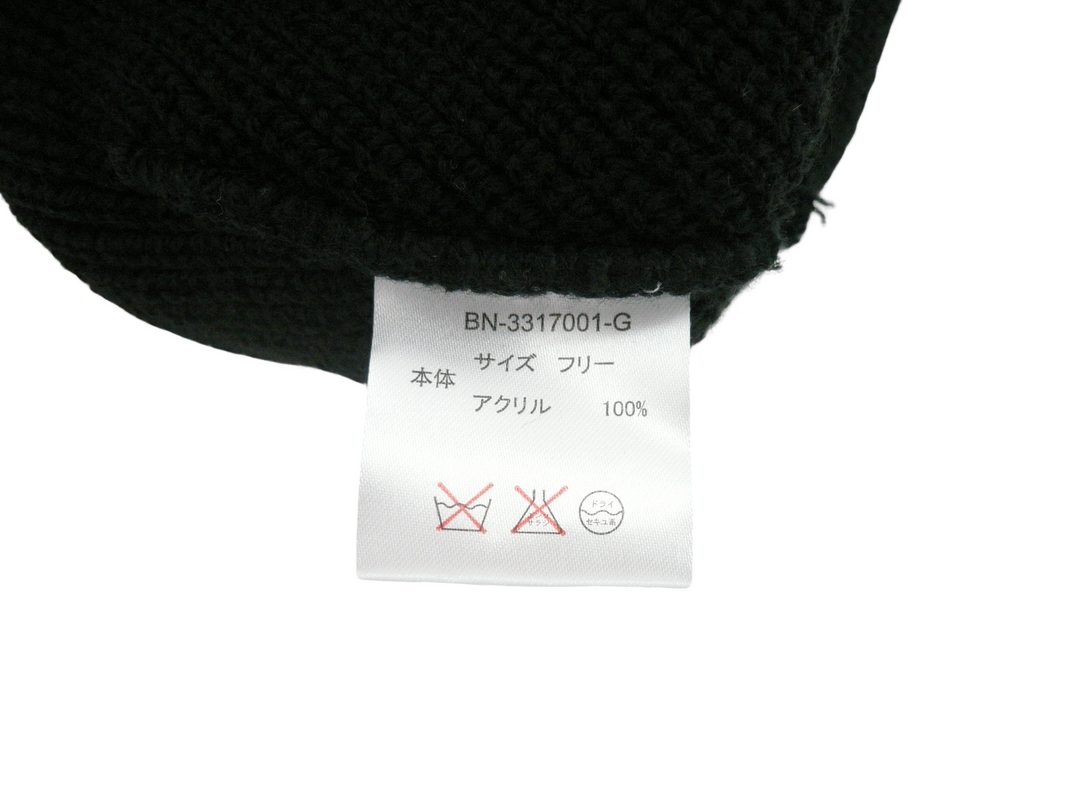 BN-3317001-G
サイズ　フリー
本体
アクリル　100%
ドライ
セキユ系